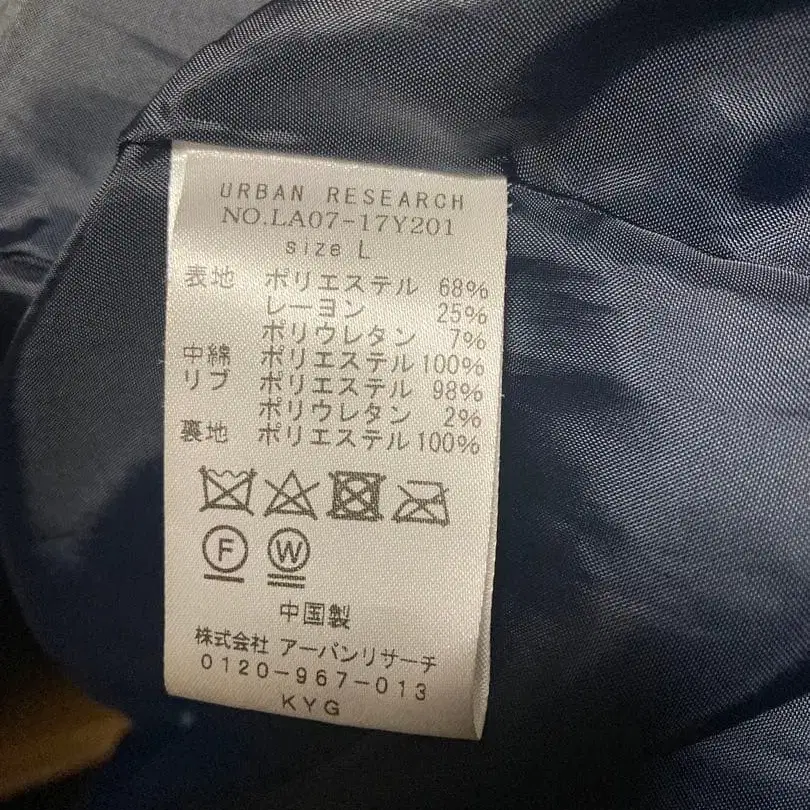 URBAN RESEARCH
NO.LA07-17Y201
size L
表地 ポリエステル 68%
レーヨン 25%
ポリウレタン 7%
中綿 ポリエステル 100%
リブ ポリエステル 98%
ポリウレタン 2%
裏地 ポリエステル 100%
F W
中国製
株式会社 アーバンリサーチ
0120-967-013
KYG